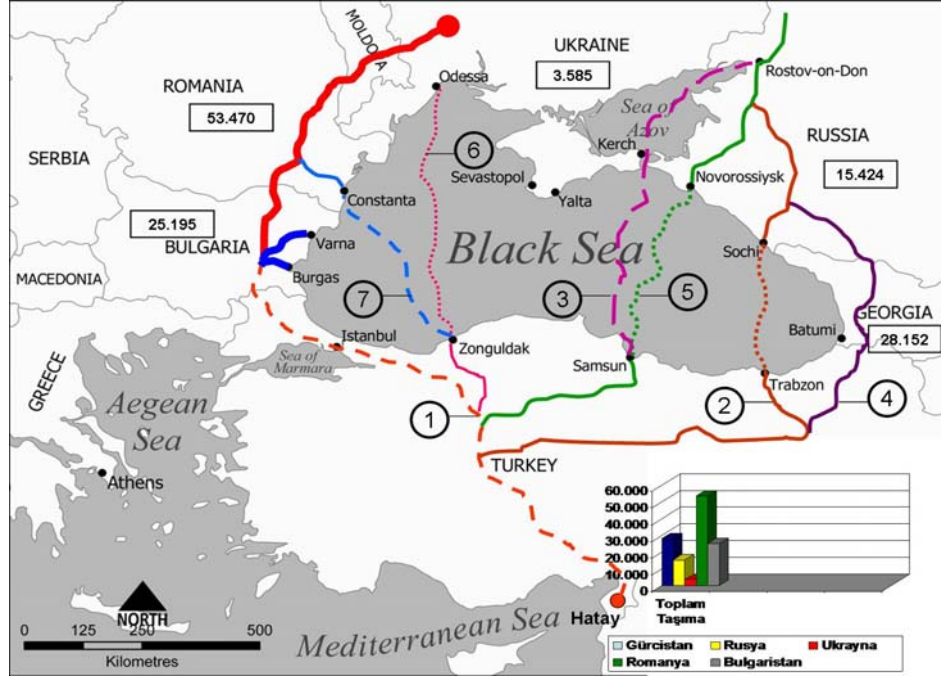 MOLDOVA
UKRAINE
3.585
ROMANIA
53.470
Odessa
Rostov-on-Don
Sea of
Azov
RUSSIA
15.424
SERBIA
Kerch
6
Sevastopol
Yalta
Novorossiysk
Constanta
25.195
BULGARIA
Varna
Black Sea
Sochi
MACEDONIA
Burgas
7
3
5
GEORGIA
28.152
Batumi
Istanbul
Sea of
Marmara
Zonguldak
Samsun
GREECE
Trabzon
Aegean
Sea
1
2
4
TURKEY
Athens
60.000
50.000
40.000
30.000
20.000
10.000
0
Toplam
Taşıma
Hatay
NORTH
0 125 250 500
Kilometres
Mediterranean Sea
Gürcistan Rusya Ukrayna
Romanya Bulgaristan